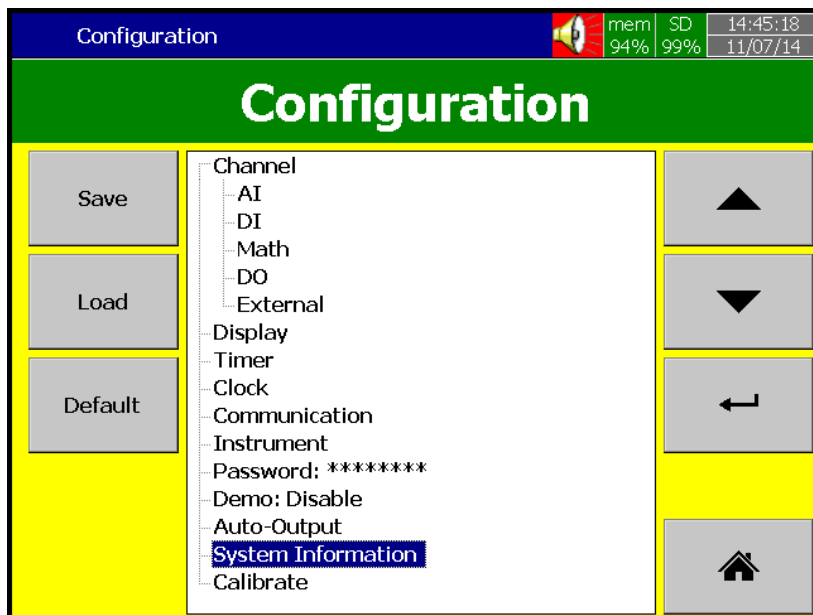 Configuration
mem SD 14:45:18
94% 99% 11/07/14
Configuration
Save
Load
Default
Channel
AI
DI
Math
DO
External
Display
Timer
Clock
Communication
Instrument
Password: ********
Demo: Disable
Auto-Output
System Information
Calibrate